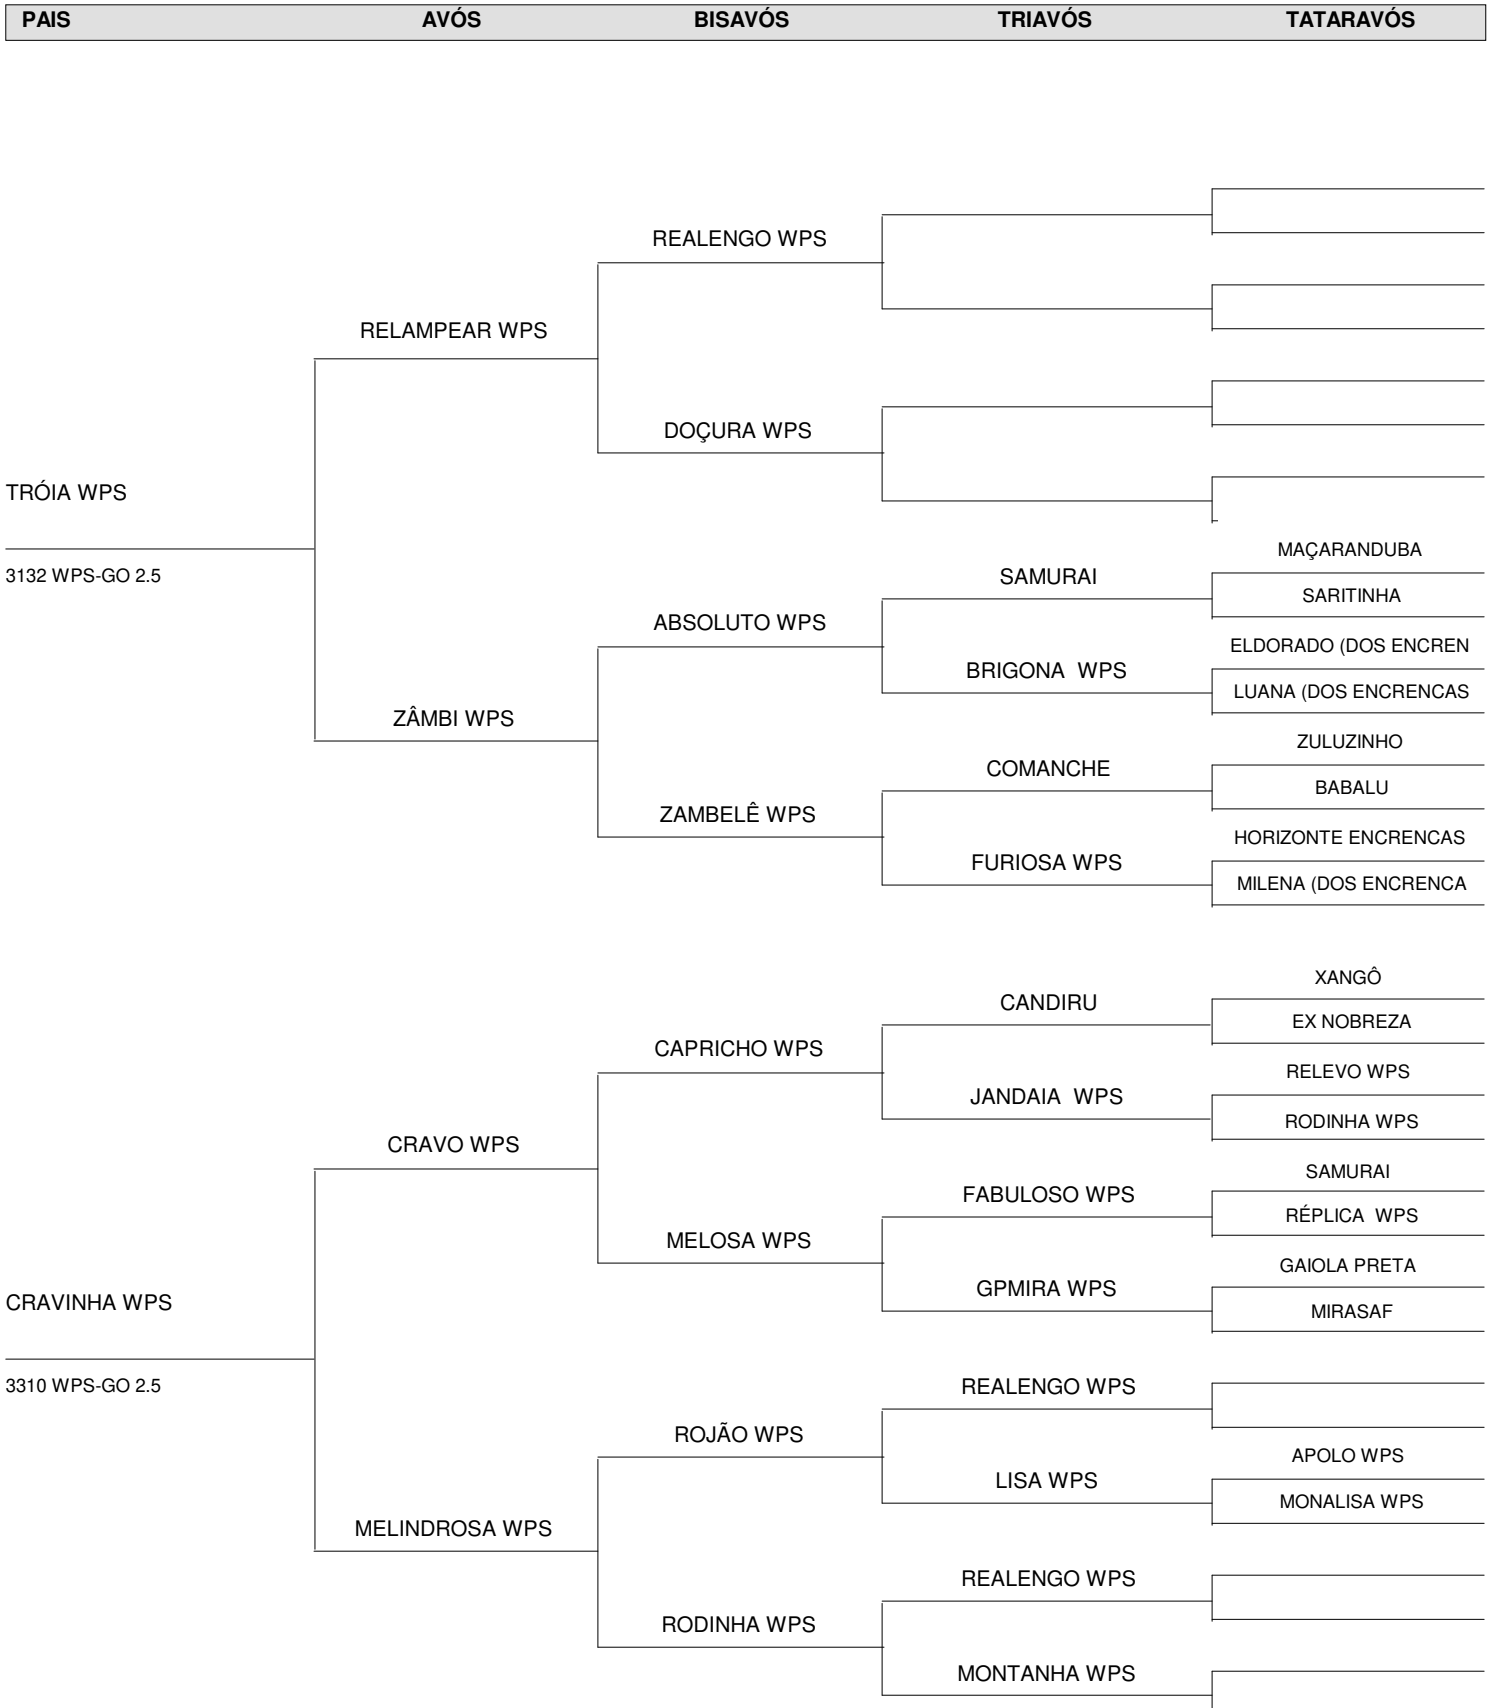 PAIS AVÓS BISAVÓS TRIAVÓS TATARAVÓS
REALENGO WPS
RELAMPEAR WPS
DOÇURA WPS
TRÓIA WPS
MAÇARANDUBA
3132 WPS-GO 2.5
SAMURAI
SARITINHA
ABSOLUTO WPS
ELDORADO (DOS ENCREN
BRIGONA WPS
LUANA (DOS ENCRENCAS
ZÂMBI WPS
ZULUZINHO
COMANCHE
BABALU
ZAMBELÊ WPS
HORIZONTE ENCRENCAS
FURIOSA WPS
MILENA (DOS ENCRENCA
XANGÔ
CANDIRU
EX NOBREZA
CAPRICHO WPS
RELEVO WPS
JANDAIA WPS
RODINHA WPS
CRAVO WPS
SAMURAI
FABULOSO WPS
RÉPLICA WPS
MELOSA WPS
GAIOLA PRETA
GPMIRA WPS
CRAVINHA WPS
MIRASAF
3310 WPS-GO 2.5
REALENGO WPS
ROJÃO WPS
APOLO WPS
LISA WPS
MONALISA WPS
MELINDROSA WPS
REALENGO WPS
RODINHA WPS
MONTANHA WPS